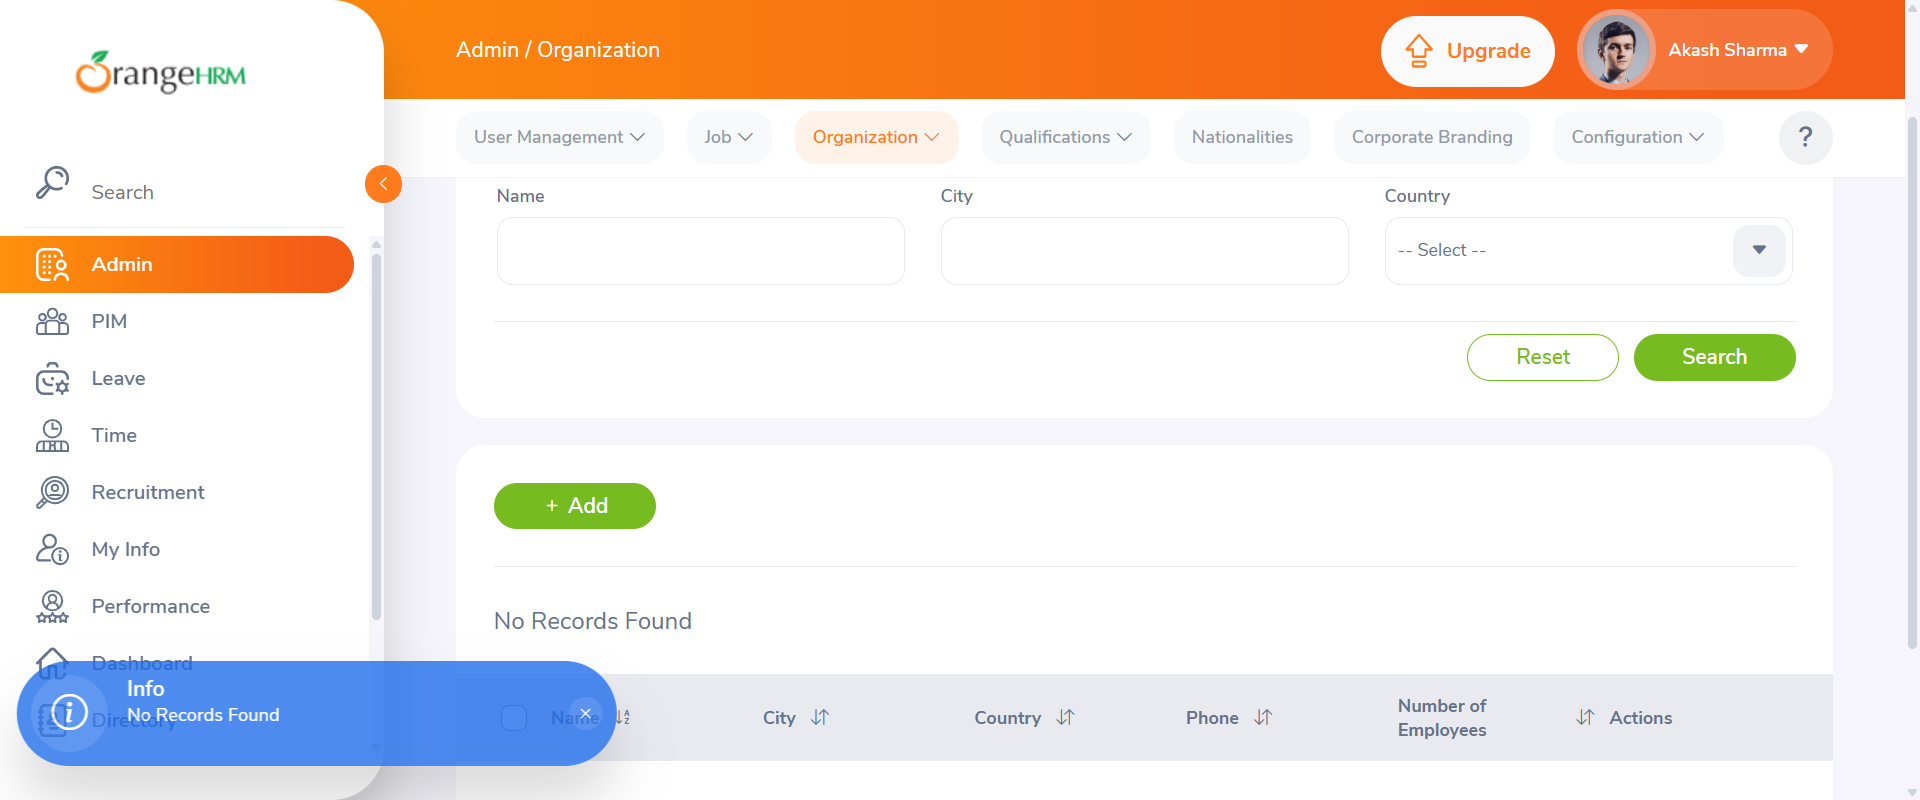 OrangeHRM
Admin / Organization
Upgrade
Akash Sharma
User Management
Job
Organization
Qualifications
Nationalities
Corporate Branding
Configuration
?
Search
Admin
PIM
Leave
Time
Recruitment
My Info
Performance
Dashboard
Directory
Name
City
Country
-- Select --
Reset
Search
+ Add
No Records Found
Name
City
Country
Phone
Number of
Employees
Actions
Info
No Records Found